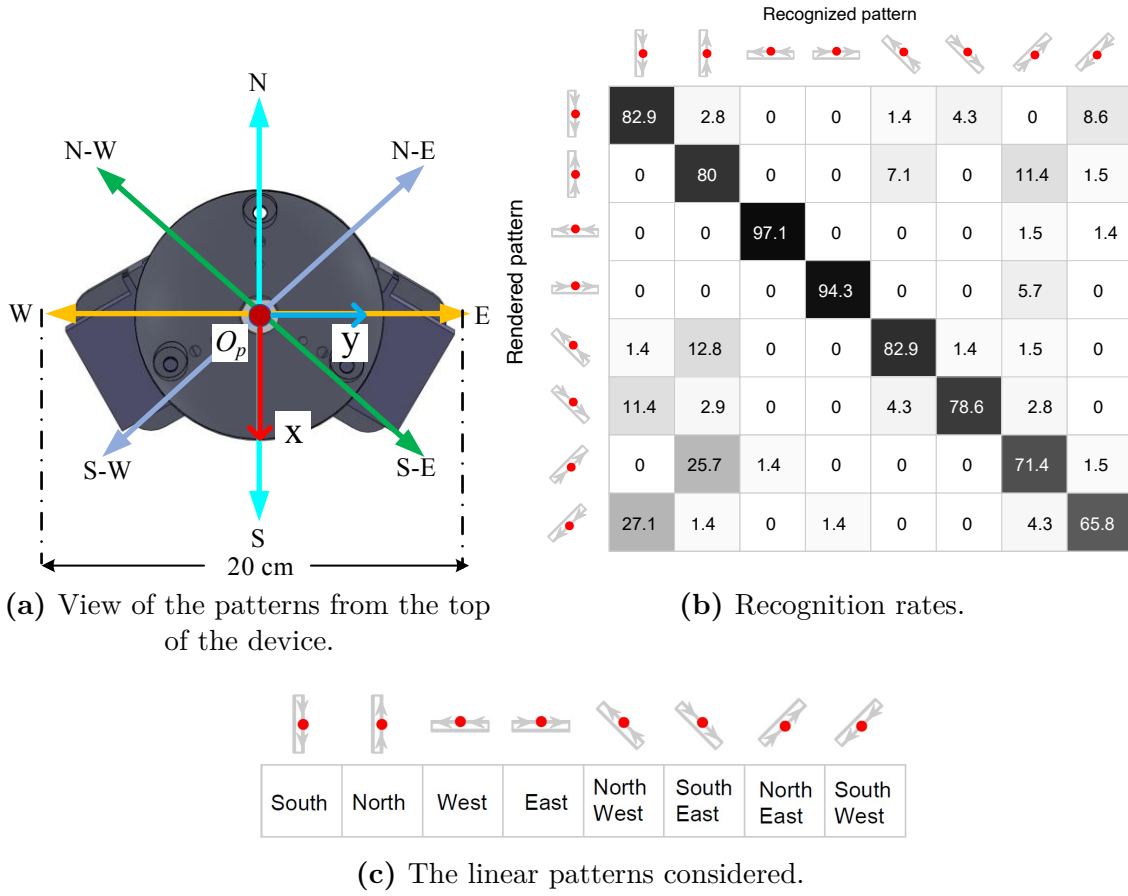 N
N-W
N-E
W
E
O_p
y
x
S-W
S-E
S
20 cm
(a) View of the patterns from the top
of the device.
Recognized pattern
Rendered pattern
82.9 2.8 0 0 1.4 4.3 0 8.6
0 80 0 0 7.1 0 11.4 1.5
0 0 97.1 0 0 0 1.5 1.4
0 0 0 94.3 0 0 5.7 0
1.4 12.8 0 0 82.9 1.4 1.5 0
11.4 2.9 0 0 4.3 78.6 2.8 0
0 25.7 1.4 0 0 0 71.4 1.5
27.1 1.4 0 1.4 0 0 4.3 65.8
(b) Recognition rates.
South North West East North West South East North East South West
(c) The linear patterns considered.